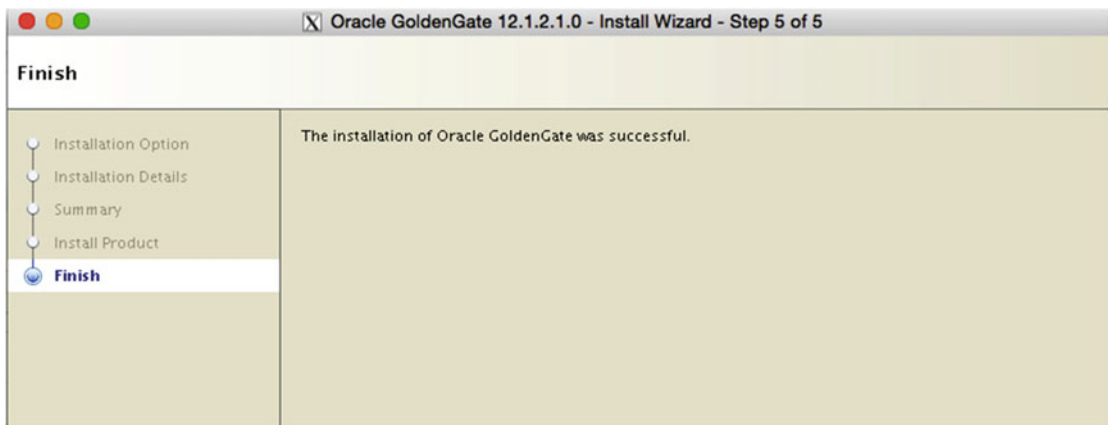 Oracle GoldenGate 12.1.2.1.0 - Install Wizard - Step 5 of 5
Finish
Installation Option
The installation of Oracle GoldenGate was successful.
Installation Details
Summary
Install Product
Finish